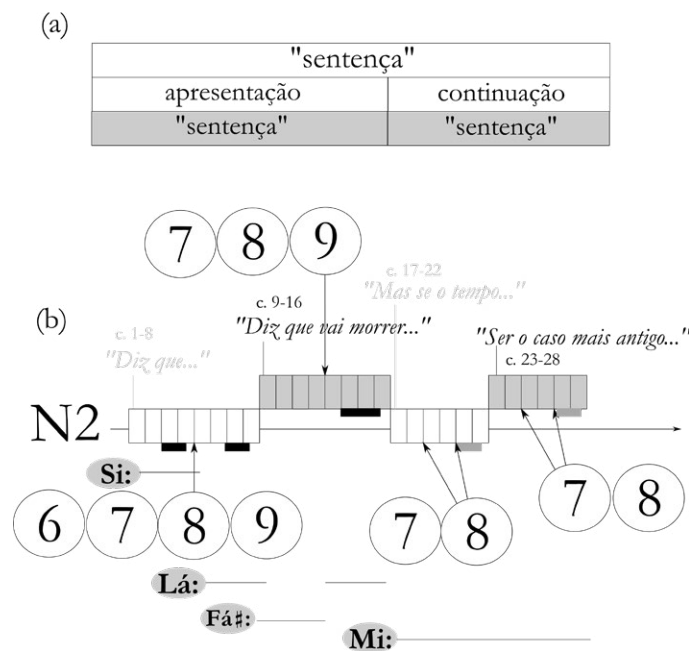 (a)
"sentença"
apresentação continuação
"sentença" "sentença"
7 8 9
c. 17-22
"Mas se o tempo..."
c. 9-16
(b) "Diz que vai morrer..." "Ser o caso mais antigo..."
c. 1-8 c. 23-28
"Diz que..."
N2
Si:
6 7 8 9 7 8 7 8
Lá:
Fá♯:
Mi: